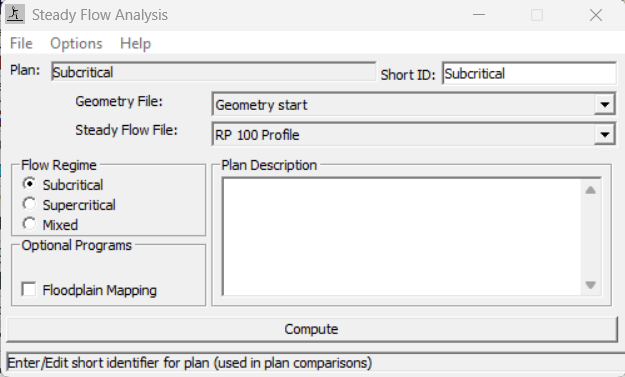 Steady Flow Analysis
File Options Help
Plan: Subcritical Short ID: Subcritical
Geometry File: Geometry start
Steady Flow File: RP 100 Profile
Flow Regime
Subcritical
Supercritical
Mixed
Plan Description
Optional Programs
Floodplain Mapping
Compute
Enter/Edit short identifier for plan (used in plan comparisons)